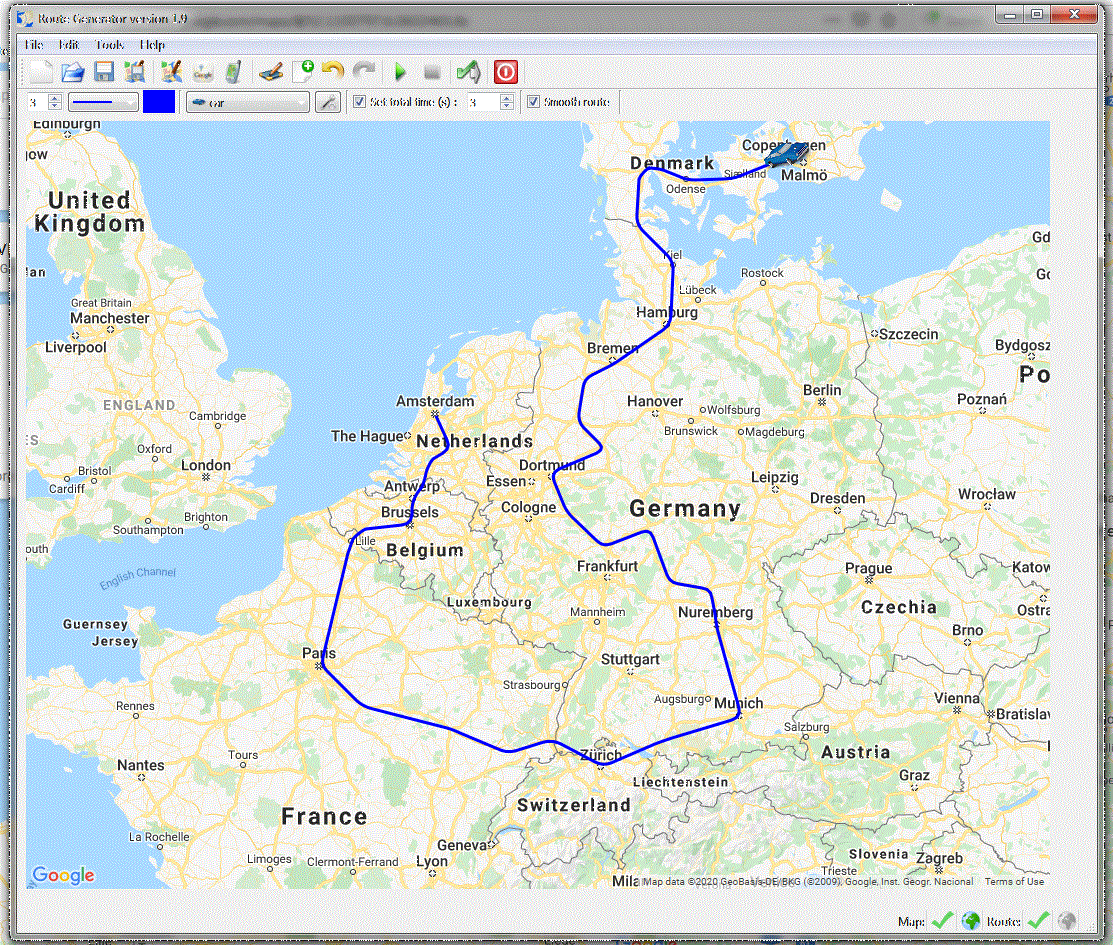 Route Generator version 1.9
File Edit Tools Help
3 car Set total time (s) : 3 Smooth route
Edinburgh
gow
United
Kingdom
Denmark
Copenhagen
Sjælland
Malmö
Odense
Gd
Kiel
Rostock
Lübeck
Great Britain
Manchester
Liverpool
Hamburg
Szczecin
Bremen
Bydgosz
Po
Berlin
Amsterdam
Hanover
Wolfsburg
Poznań
ENGLAND
Cambridge
The Hague
Netherlands
Brunswick
Magdeburg
Oxford
London
Bristol
Cardiff
Dortmund
Essen
Leipzig
Antwerp
Brussels
Cologne
Germany
Dresden
Wrocław
Southampton
Brighton
Lille
Belgium
English Channel
Frankfurt
Prague
Katow
Luxembourg
Mannheim
Nuremberg
Czechia
Ostra
Guernsey
Jersey
Brno
Paris
Stuttgart
Strasbourg
Rennes
Augsburg
Munich
Vienna
Bratislav
Salzburg
Tours
Nantes
Zürich
Austria
Liechtenstein
Graz
France
Switzerland
La Rochelle
Geneva
Limoges
Clermont-Ferrand
Lyon
Slovenia
Zagreb
Trieste
Google
Mila
Map data ©2020 GeoBasis-DE/BKG (©2009), Google, Inst. Geogr. Nacional Terms of Use
Map: Route: